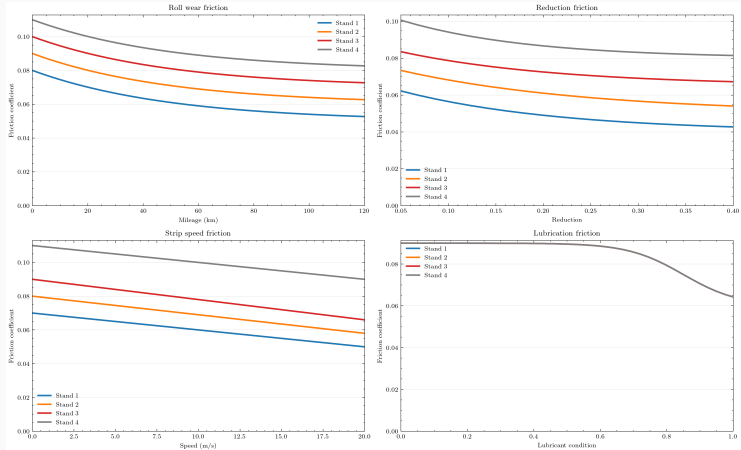 Roll wear friction
Friction coefficient
0.10
0.08
0.06
0.04
0.02
0.00
0 20 40 60 80 100 120
Mileage (km)
Stand 1
Stand 2
Stand 3
Stand 4
Reduction friction
Friction coefficient
0.10
0.08
0.06
0.04
0.02
0.00
0.05 0.10 0.15 0.20 0.25 0.30 0.35 0.40
Reduction
Stand 1
Stand 2
Stand 3
Stand 4
Strip speed friction
Friction coefficient
0.10
0.08
0.06
0.04
0.02
0.00
0.0 2.5 5.0 7.5 10.0 12.5 15.0 17.5 20.0
Speed (m/s)
Stand 1
Stand 2
Stand 3
Stand 4
Lubrication friction
Friction coefficient
0.08
0.06
0.04
0.02
0.00
0.0 0.2 0.4 0.6 0.8 1.0
Lubricant condition
Stand 1
Stand 2
Stand 3
Stand 4